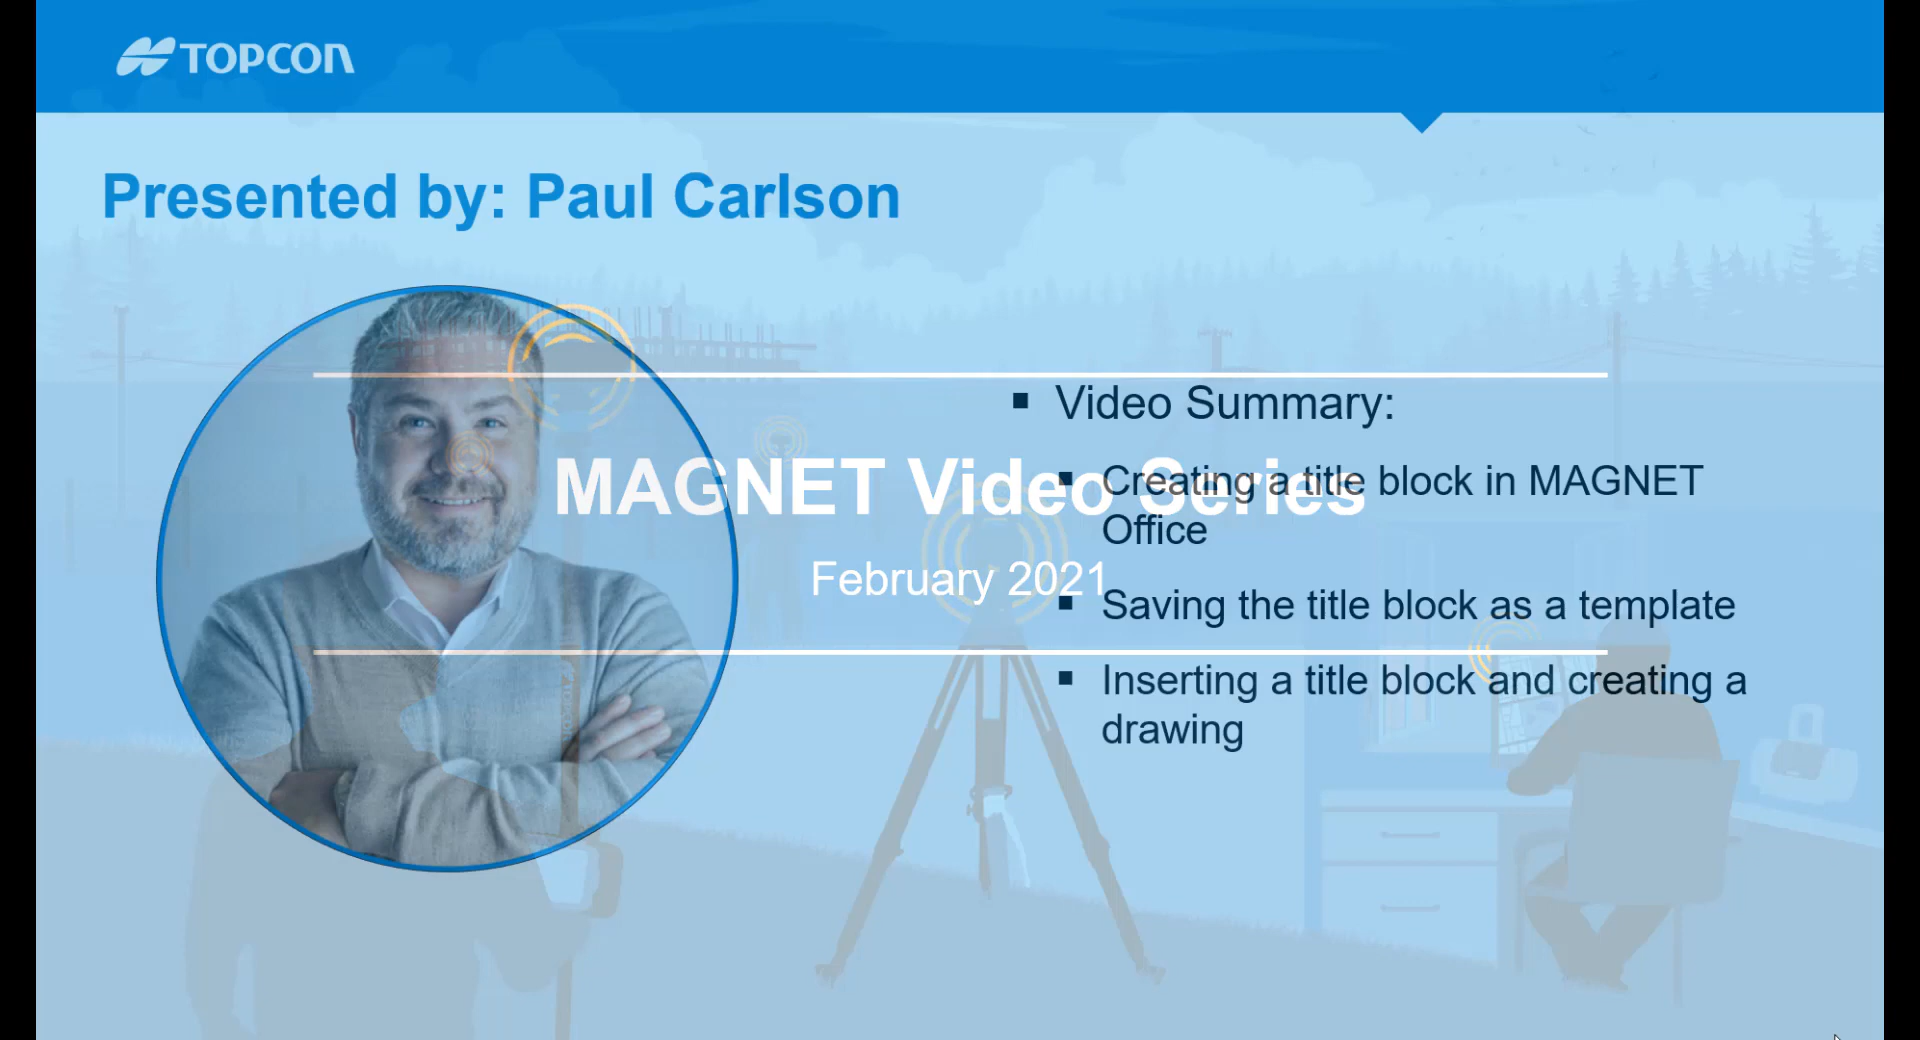 TOPCON
Presented by: Paul Carlson
MAGNET Video Series
February 2021
▪ Video Summary:
▪ Creating a title block in MAGNET
Office
▪ Saving the title block as a template
▪ Inserting a title block and creating a
drawing